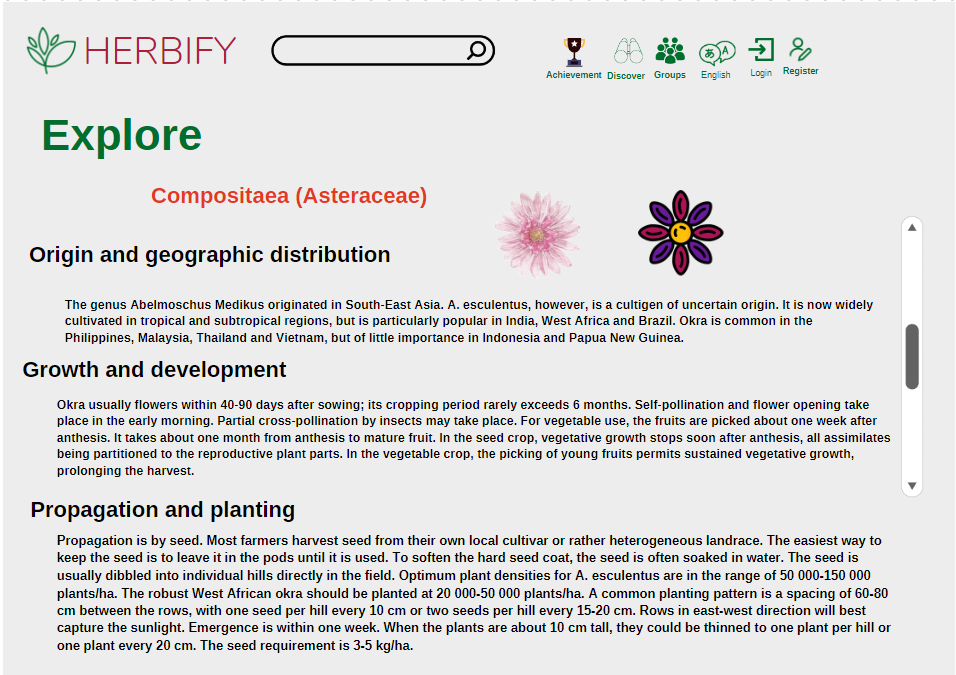 HERBIFY
Achievement Discover Groups English Login Register
Explore
Compositaea (Asteraceae)
Origin and geographic distribution
The genus Abelmoschus Medikus originated in South-East Asia. A. esculentus, however, is a cultigen of uncertain origin. It is now widely
cultivated in tropical and subtropical regions, but is particularly popular in India, West Africa and Brazil. Okra is common in the
Philippines, Malaysia, Thailand and Vietnam, but of little importance in Indonesia and Papua New Guinea.
Growth and development
Okra usually flowers within 40-90 days after sowing; its cropping period rarely exceeds 6 months. Self-pollination and flower opening take
place in the early morning. Partial cross-pollination by insects may take place. For vegetable use, the fruits are picked about one week after
anthesis. It takes about one month from anthesis to mature fruit. In the seed crop, vegetative growth stops soon after anthesis, all assimilates
being partitioned to the reproductive plant parts. In the vegetable crop, the picking of young fruits permits sustained vegetative growth,
prolonging the harvest.
Propagation and planting
Propagation is by seed. Most farmers harvest seed from their own local cultivar or rather heterogeneous landrace. The easiest way to
keep the seed is to leave it in the pods until it is used. To soften the hard seed coat, the seed is often soaked in water. The seed is
usually dibbled into individual hills directly in the field. Optimum plant densities for A. esculentus are in the range of 50 000-150 000
plants/ha. The robust West African okra should be planted at 20 000-50 000 plants/ha. A common planting pattern is a spacing of 60-80
cm between the rows, with one seed per hill every 10 cm or two seeds per hill every 15-20 cm. Rows in east-west direction will best
capture the sunlight. Emergence is within one week. When the plants are about 10 cm tall, they could be thinned to one plant per hill or
one plant every 20 cm. The seed requirement is 3-5 kg/ha.